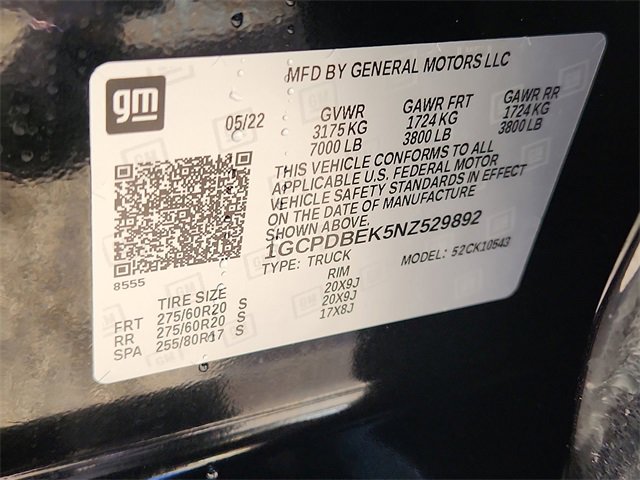 gm
MFD BY GENERAL MOTORS LLC
05/22
GVWR GAWR FRT GAWR RR
3175 KG 1724 KG 1724 KG
7000 LB 3800 LB 3800 LB
THIS VEHICLE CONFORMS TO ALL
APPLICABLE U.S. FEDERAL MOTOR
VEHICLE SAFETY STANDARDS IN EFFECT
ON THE DATE OF MANUFACTURE
SHOWN ABOVE.
1GCPDBEK5NZ529892
TYPE: TRUCK MODEL: 52CK10543
8555
TIRE SIZE RIM
FRT 275/60R20 S 20X9J
RR 275/60R20 S 20X9J
SPA 255/80R17 S 17X8J